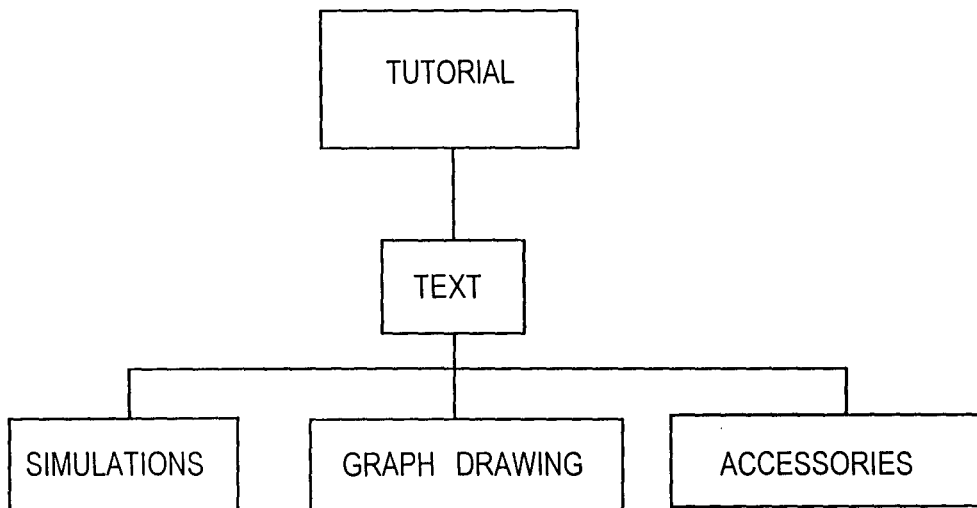 TUTORIAL
TEXT
SIMULATIONS
GRAPH DRAWING
ACCESSORIES